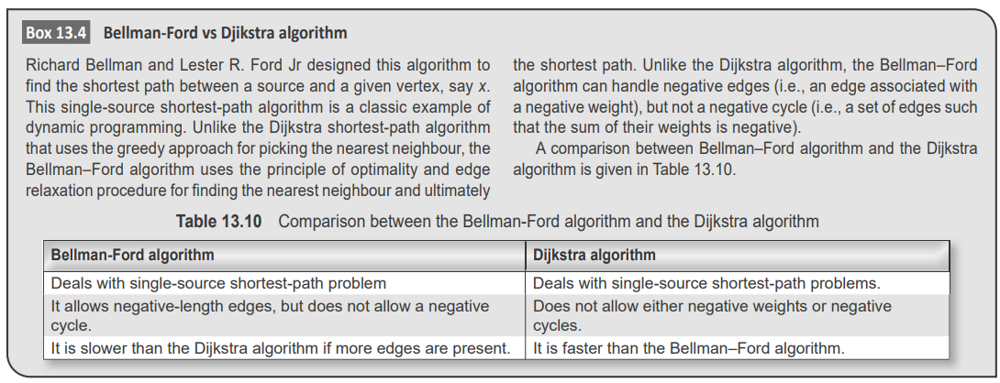 Box 13.4 Bellman-Ford vs Djikstra algorithm
Richard Bellman and Lester R. Ford Jr designed this algorithm to
find the shortest path between a source and a given vertex, say x.
This single-source shortest-path algorithm is a classic example of
dynamic programming. Unlike the Dijkstra shortest-path algorithm
that uses the greedy approach for picking the nearest neighbour, the
Bellman–Ford algorithm uses the principle of optimality and edge
relaxation procedure for finding the nearest neighbour and ultimately
the shortest path. Unlike the Dijkstra algorithm, the Bellman–Ford
algorithm can handle negative edges (i.e., an edge associated with
a negative weight), but not a negative cycle (i.e., a set of edges such
that the sum of their weights is negative).
A comparison between Bellman–Ford algorithm and the Dijkstra
algorithm is given in Table 13.10.
Table 13.10 Comparison between the Bellman-Ford algorithm and the Dijkstra algorithm
Bellman-Ford algorithm
Dijkstra algorithm
Deals with single-source shortest-path problem
Deals with single-source shortest-path problems.
It allows negative-length edges, but does not allow a negative
cycle.
Does not allow either negative weights or negative
cycles.
It is slower than the Dijkstra algorithm if more edges are present.
It is faster than the Bellman–Ford algorithm.